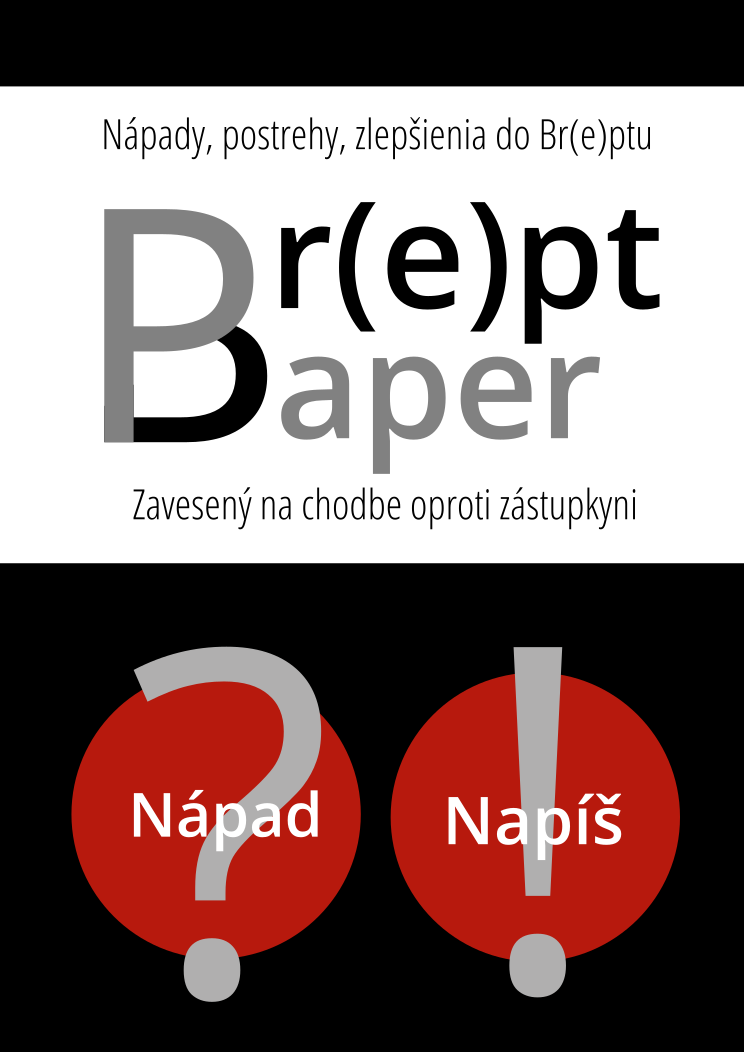 Nápady, postrehy, zlepšienia do Br(e)ptu
Br(e)pt
Baper
Zavesený na chodbe oproti zástupkyni
?
!
Nápad
Napíš